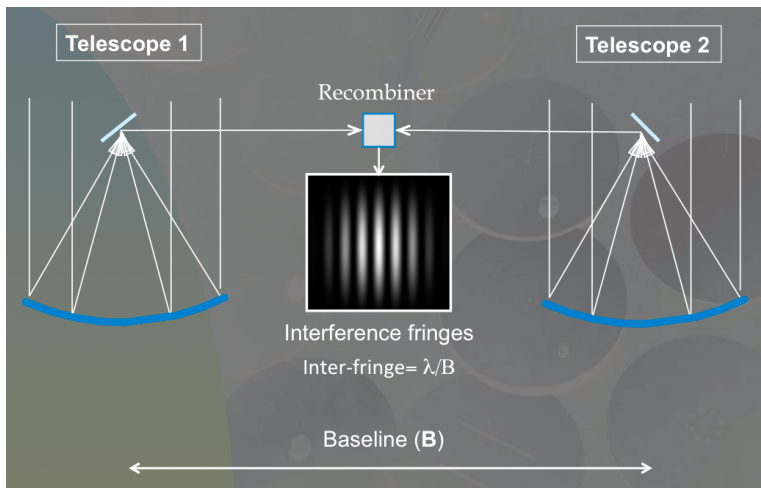 Telescope 1
Telescope 2
Recombiner
Interference fringes
Inter-fringe= λ/B
Baseline (B)